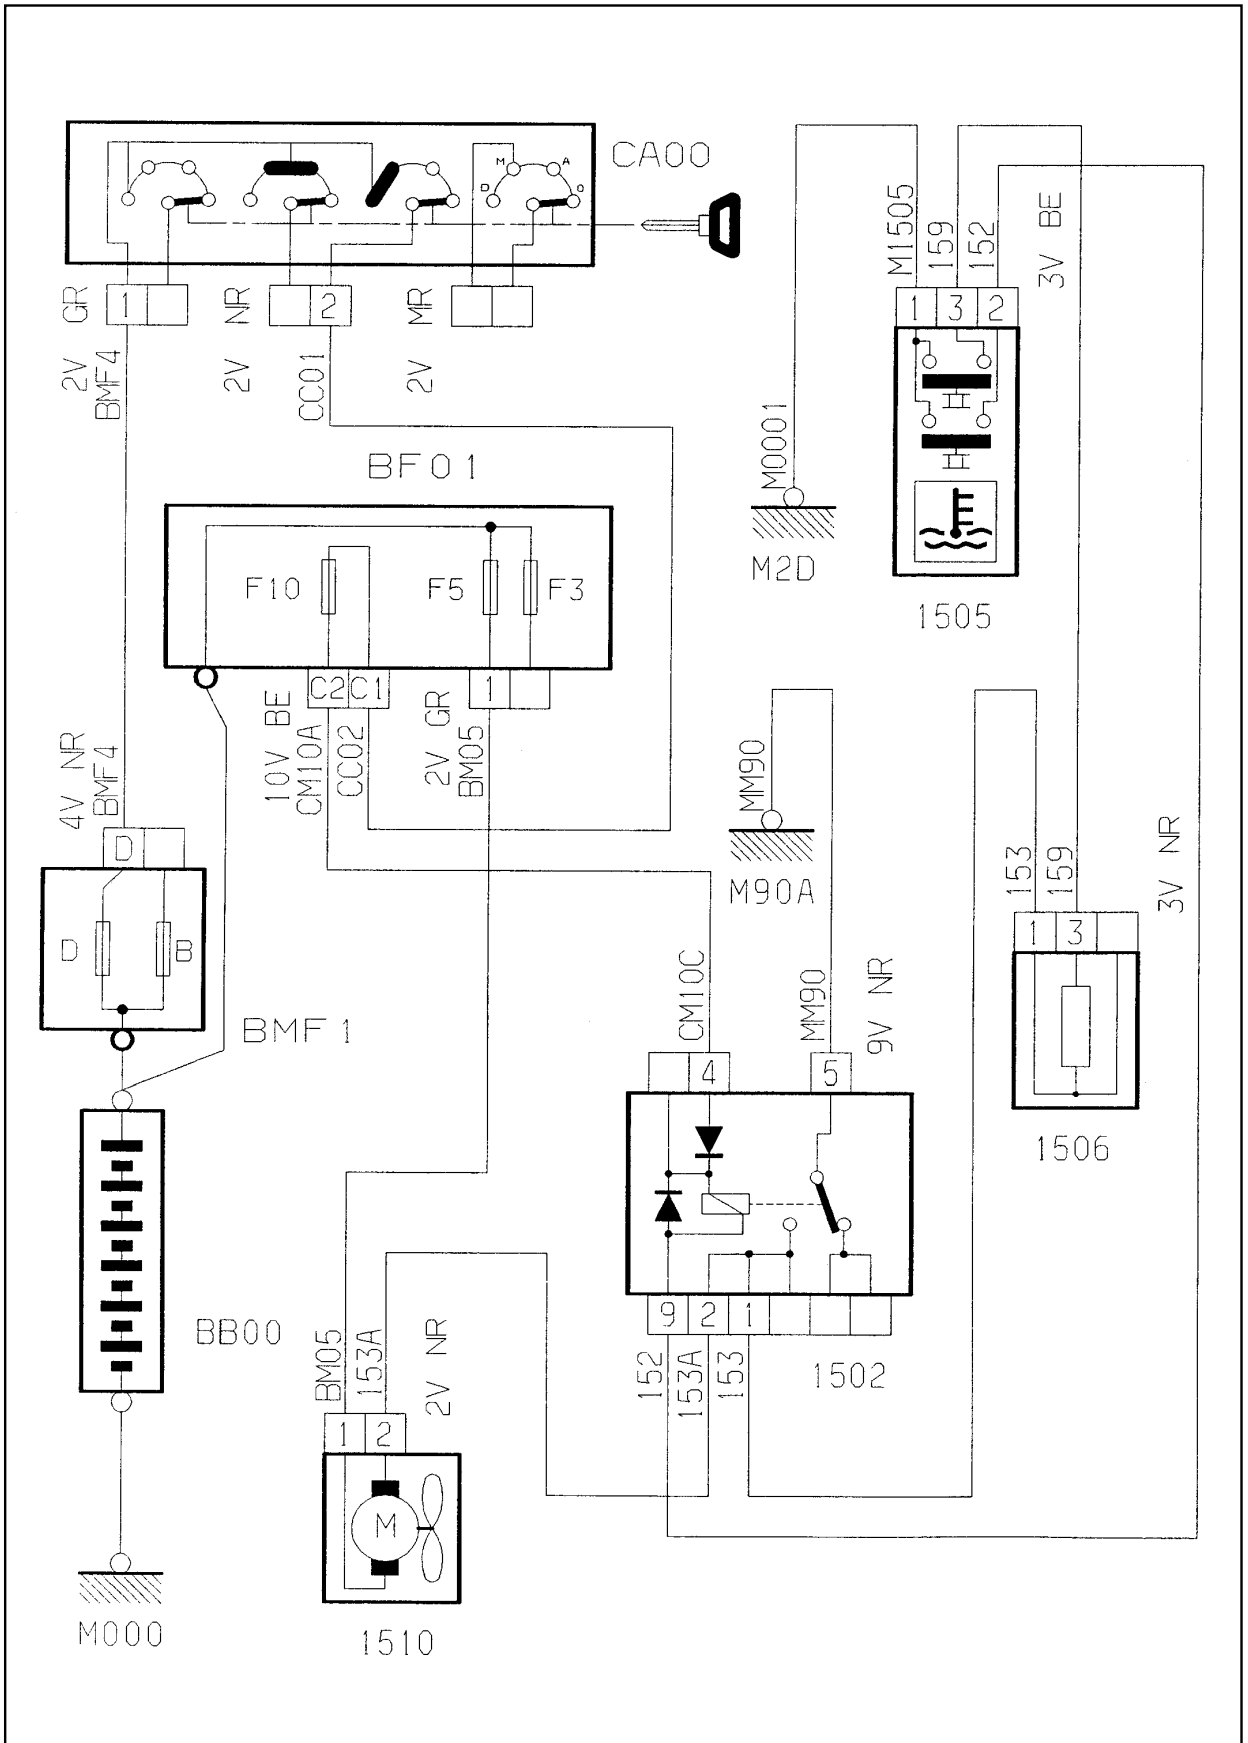 CA00
M
A
D
O
GR
1
NR
2
MR
2V
BMF4
2V
CC01
2V
M1505
159
152
3V BE
1
3
2
M0001
M2D
1505
BF01
F10
F5
F3
C2
C1
1
10V BE
CM10A
CC02
2V GR
BM05
4V NR
BMF4
D
D
B
BMF1
MM90
M90A
153
159
3V NR
1
3
1506
CM10C
MM90
9V NR
4
5
9
2
1
152
153A
153
1502
BB00
M000
BM05
153A
2V NR
1
2
M
1510